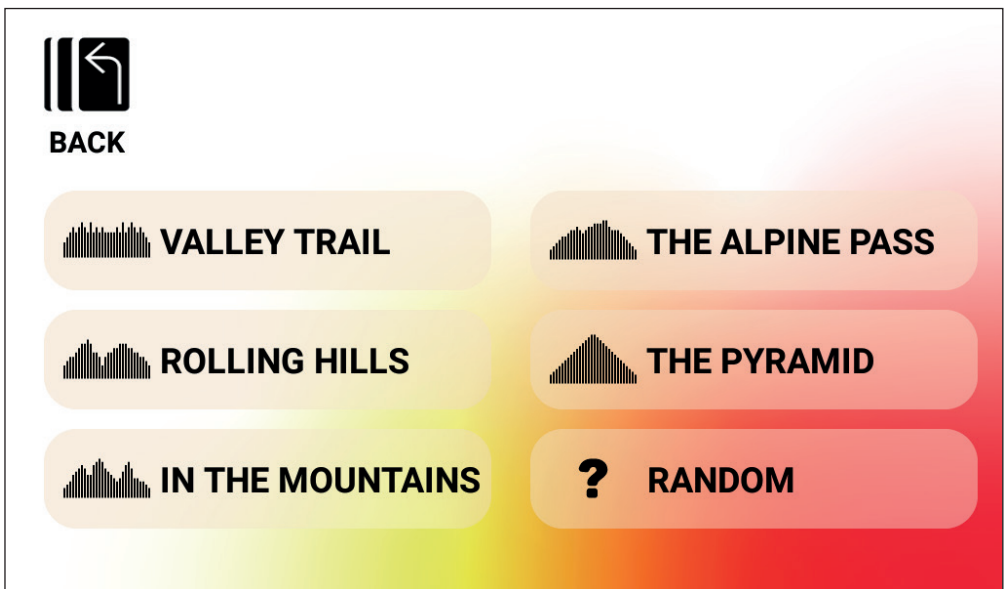 BACK
VALLEY TRAIL
THE ALPINE PASS
ROLLING HILLS
THE PYRAMID
IN THE MOUNTAINS
? RANDOM